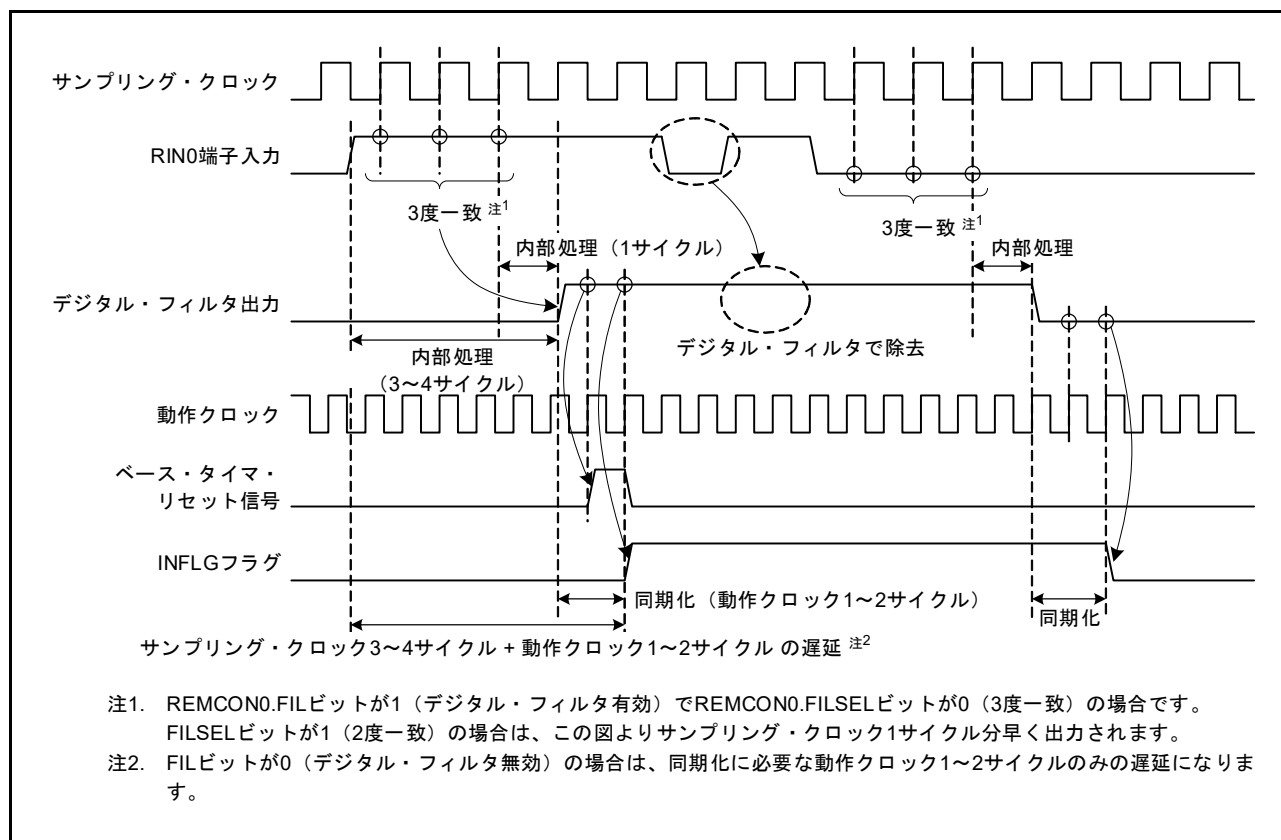 サンプリング・クロック
RIN0端子入力
3度一致 注1
3度一致 注1
内部処理（1サイクル）
内部処理
デジタル・フィルタ出力
デジタル・フィルタで除去
内部処理
（3～4サイクル）
動作クロック
ベース・タイマ・
リセット信号
INFLGフラグ
同期化（動作クロック1～2サイクル）
同期化
サンプリング・クロック3～4サイクル + 動作クロック1～2サイクル の遅延 注2
注1. REMCON0.FILビットが1（デジタル・フィルタ有効）でREMCON0.FILSELビットが0（3度一致）の場合です。
FILSELビットが1（2度一致）の場合は、この図よりサンプリング・クロック1サイクル分早く出力されます。
注2. FILビットが0（デジタル・フィルタ無効）の場合は、同期化に必要な動作クロック1～2サイクルのみの遅延になりま
す。